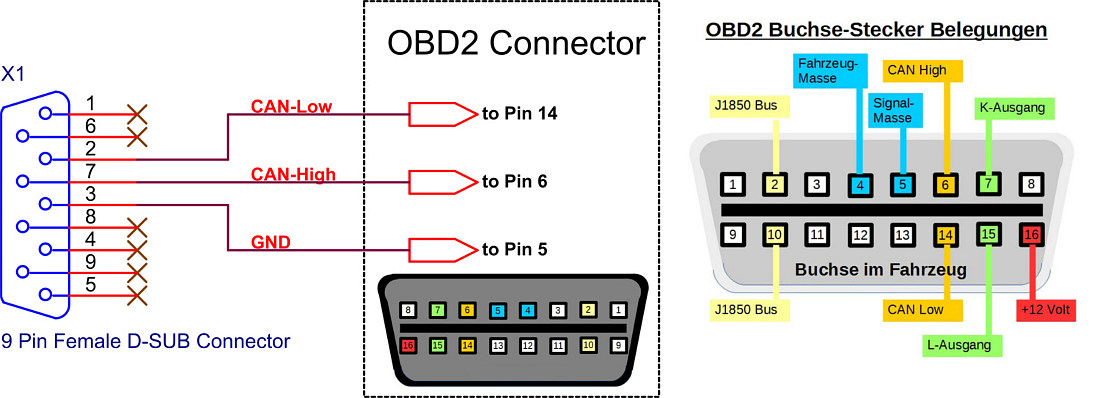 X1
1
6
2
7
3
8
4
9
5
9 Pin Female D-SUB Connector
CAN-Low
CAN-High
GND
OBD2 Connector
to Pin 14
to Pin 6
to Pin 5
8 7 6 5 4 3 2 1
16 15 14 13 12 11 10 9
OBD2 Buchse-Stecker Belegungen
Fahrzeug-
Masse
CAN High
J1850 Bus
Signal-
Masse
K-Ausgang
1 2 3 4 5 6 7 8
9 10 11 12 13 14 15 16
Buchse im Fahrzeug
J1850 Bus
CAN Low
+12 Volt
L-Ausgang